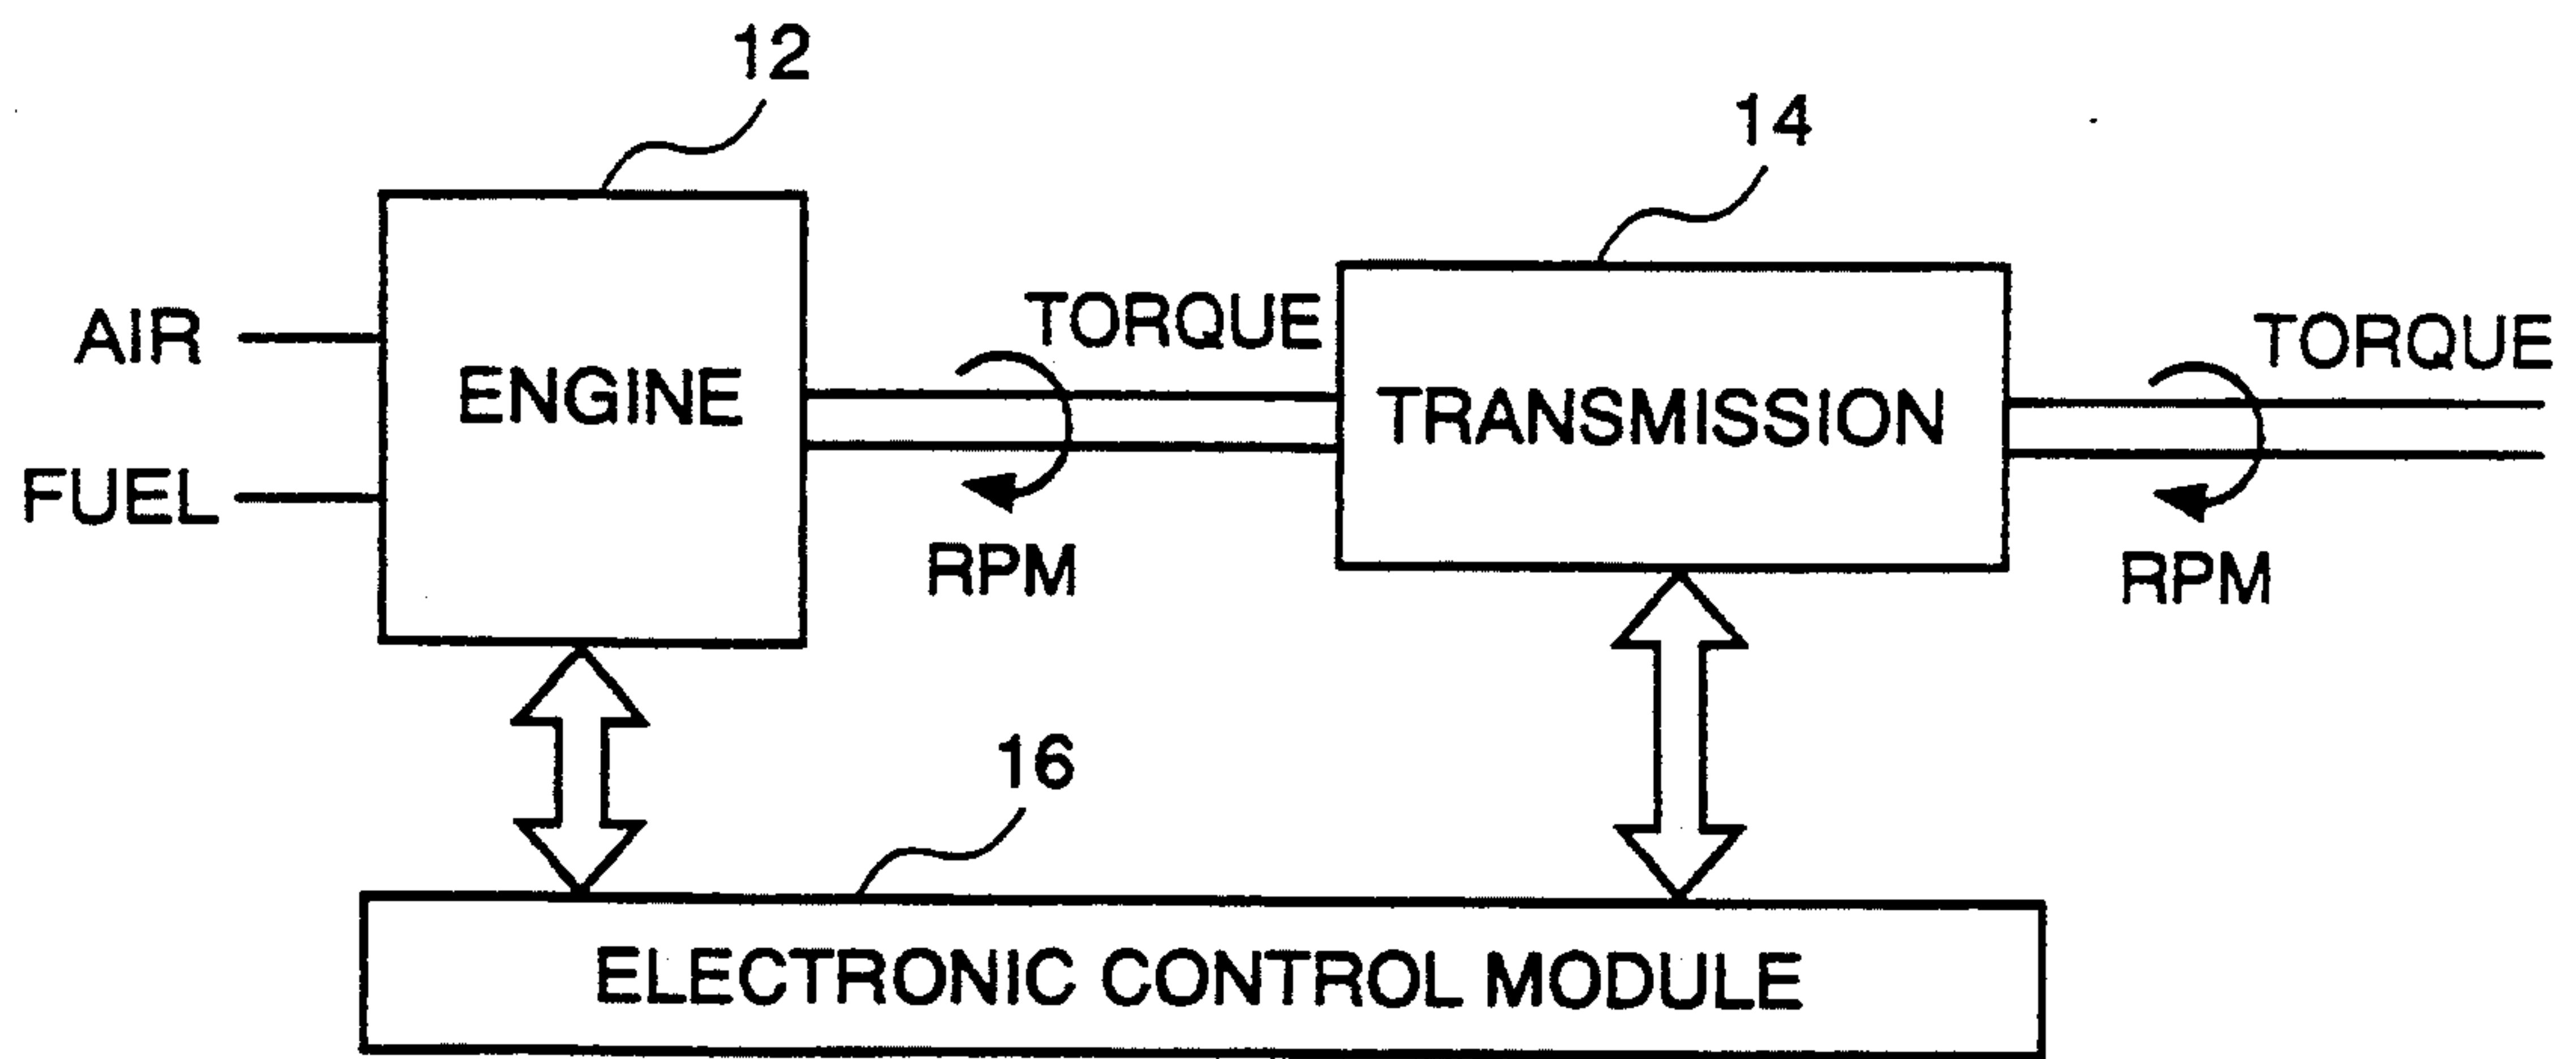 12
14
AIR
FUEL
ENGINE
TORQUE
RPM
TRANSMISSION
TORQUE
RPM
16
ELECTRONIC CONTROL MODULE